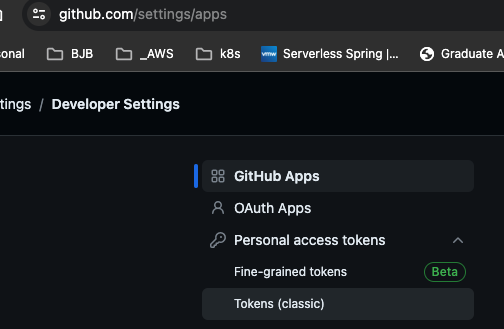 github.com/settings/apps
onal BJB _AWS k8s vmw Serverless Spring |... Graduate A
ttings / Developer Settings
GitHub Apps
OAuth Apps
Personal access tokens
Fine-grained tokens Beta
Tokens (classic)